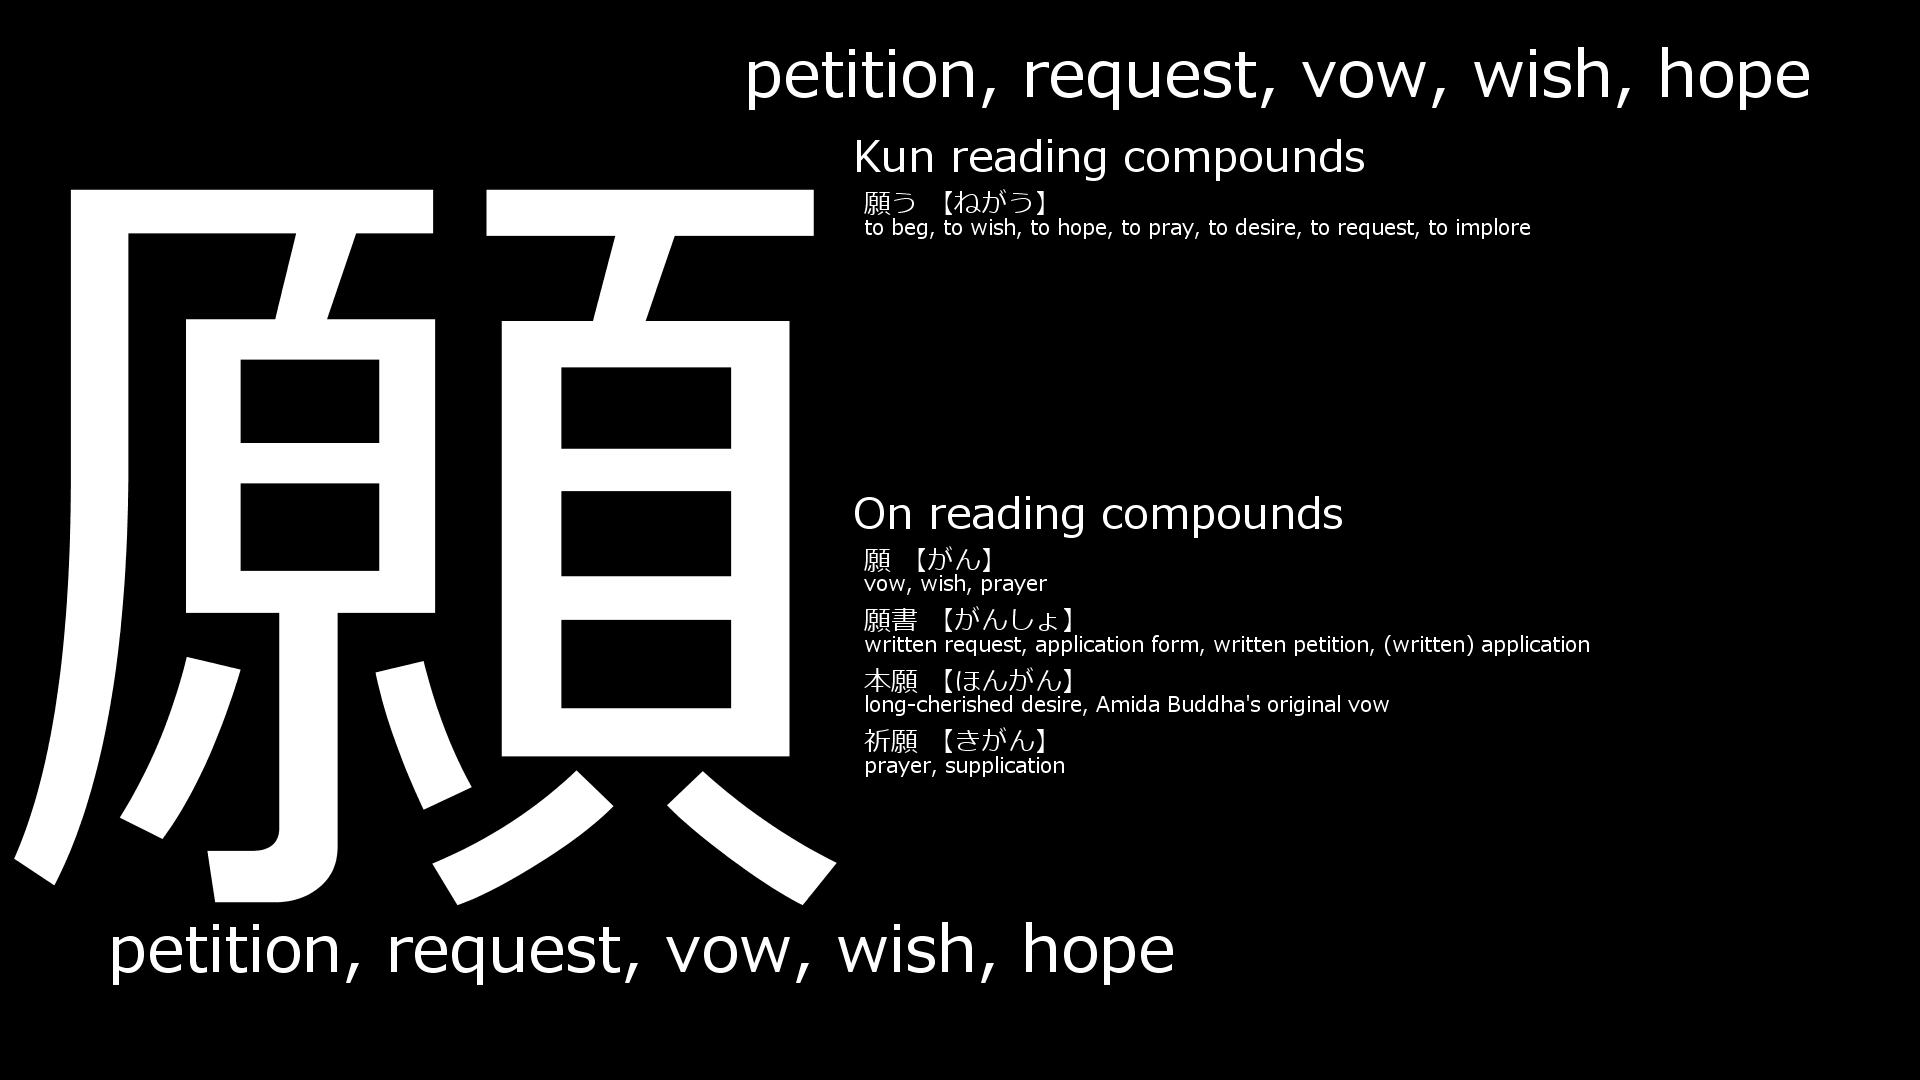 petition, request, vow, wish, hope
願
Kun reading compounds
願う 【ねがう】
to beg, to wish, to hope, to pray, to desire, to request, to implore
On reading compounds
願 【がん】
vow, wish, prayer
願書 【がんしょ】
written request, application form, written petition, (written) application
本願 【ほんがん】
long-cherished desire, Amida Buddha's original vow
祈願 【きがん】
prayer, supplication
petition, request, vow, wish, hope